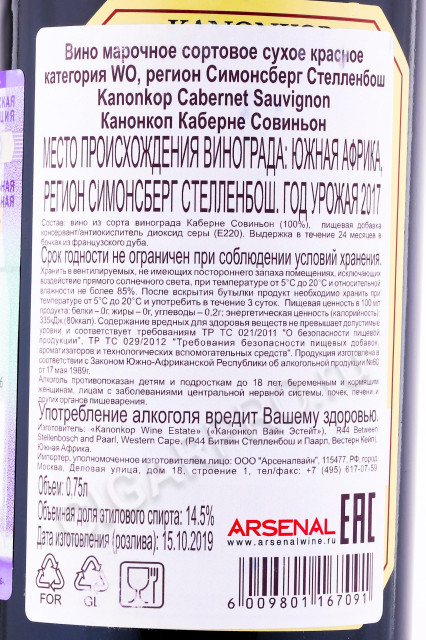 KANONKOP
Вино марочное сортовое сухое красное
категория WO, регион Симонсберг Стелленбош
Kanonkop Cabernet Sauvignon
Канонкоп Каберне Совиньон
МЕСТО ПРОИСХОЖДЕНИЯ ВИНОГРАДА: ЮЖНАЯ АФРИКА,
РЕГИОН СИМОНСБЕРГ СТЕЛЛЕНБОШ. ГОД УРОЖАЯ 2017
Состав: вино из сорта винограда Каберне Совиньон (100%), пищевая добавка
консервант/антиокислитель диоксид серы (Е220). Выдержка в течение 24 месяцев в
бочках из французского дуба.
Срок годности не ограничен при соблюдении условий хранения.
Хранить в вентилируемых, не имеющих постороннего запаха помещениях, исключающих
воздействие прямого солнечного света, при температуре от 5°С до 20°С и относительной
влажности не более 85%. После вскрытия бутылки продукт необходимо хранить при
температуре от 5°С до 20°С и употребить в течение 3 суток. Пищевая ценность в 100 мл
продукта: белки – 0г; жиры – 0г, углеводы – 0,2г; энергетическая ценность (калорийность):
335кДж (80ккал). Содержание вредных для здоровья веществ не превышает допустимые
уровни и соответствует требованиям ТР ТС 021/2011 "О безопасности пищевой
продукции", ТР ТС 029/2012 "Требования безопасности пищевых добавок,
ароматизаторов и технологических вспомогательных средств". Продукция изготовлена в
соответствии с Законом Южно-Африканской Республики об алкогольной продукции №60
от 17 мая 1989г.
Алкоголь противопоказан детям и подросткам до 18 лет, беременным и кормящим
женщинам, лицам с заболеваниями центральной нервной системы, почек, печени и
других органов пищеварения.
Употребление алкоголя вредит Вашему здоровью.
Изготовитель: «Kanonkop Wine Estate» («Канонкоп Вайн Эстейт»), R44 Between
Stellenbosch and Paarl, Western Cape, (Р44 Битвин Стелленбош и Паарл, Вестерн Кейп),
Южная Африка.
Импортер, уполномоченное изготовителем лицо: ООО "Арсеналвайн", 115477, РФ, город
Москва, Деловая улица, дом 18, строение 1, тел/факс: +7 (495) 617-07-59
Объем: 0.75л
Объемная доля этилового спирта: 14.5%
Дата изготовления (розлива): 15.10.2019
ARSENAL
www.arsenalwine.ru
EAC
FOR
GL
6 009801 167091